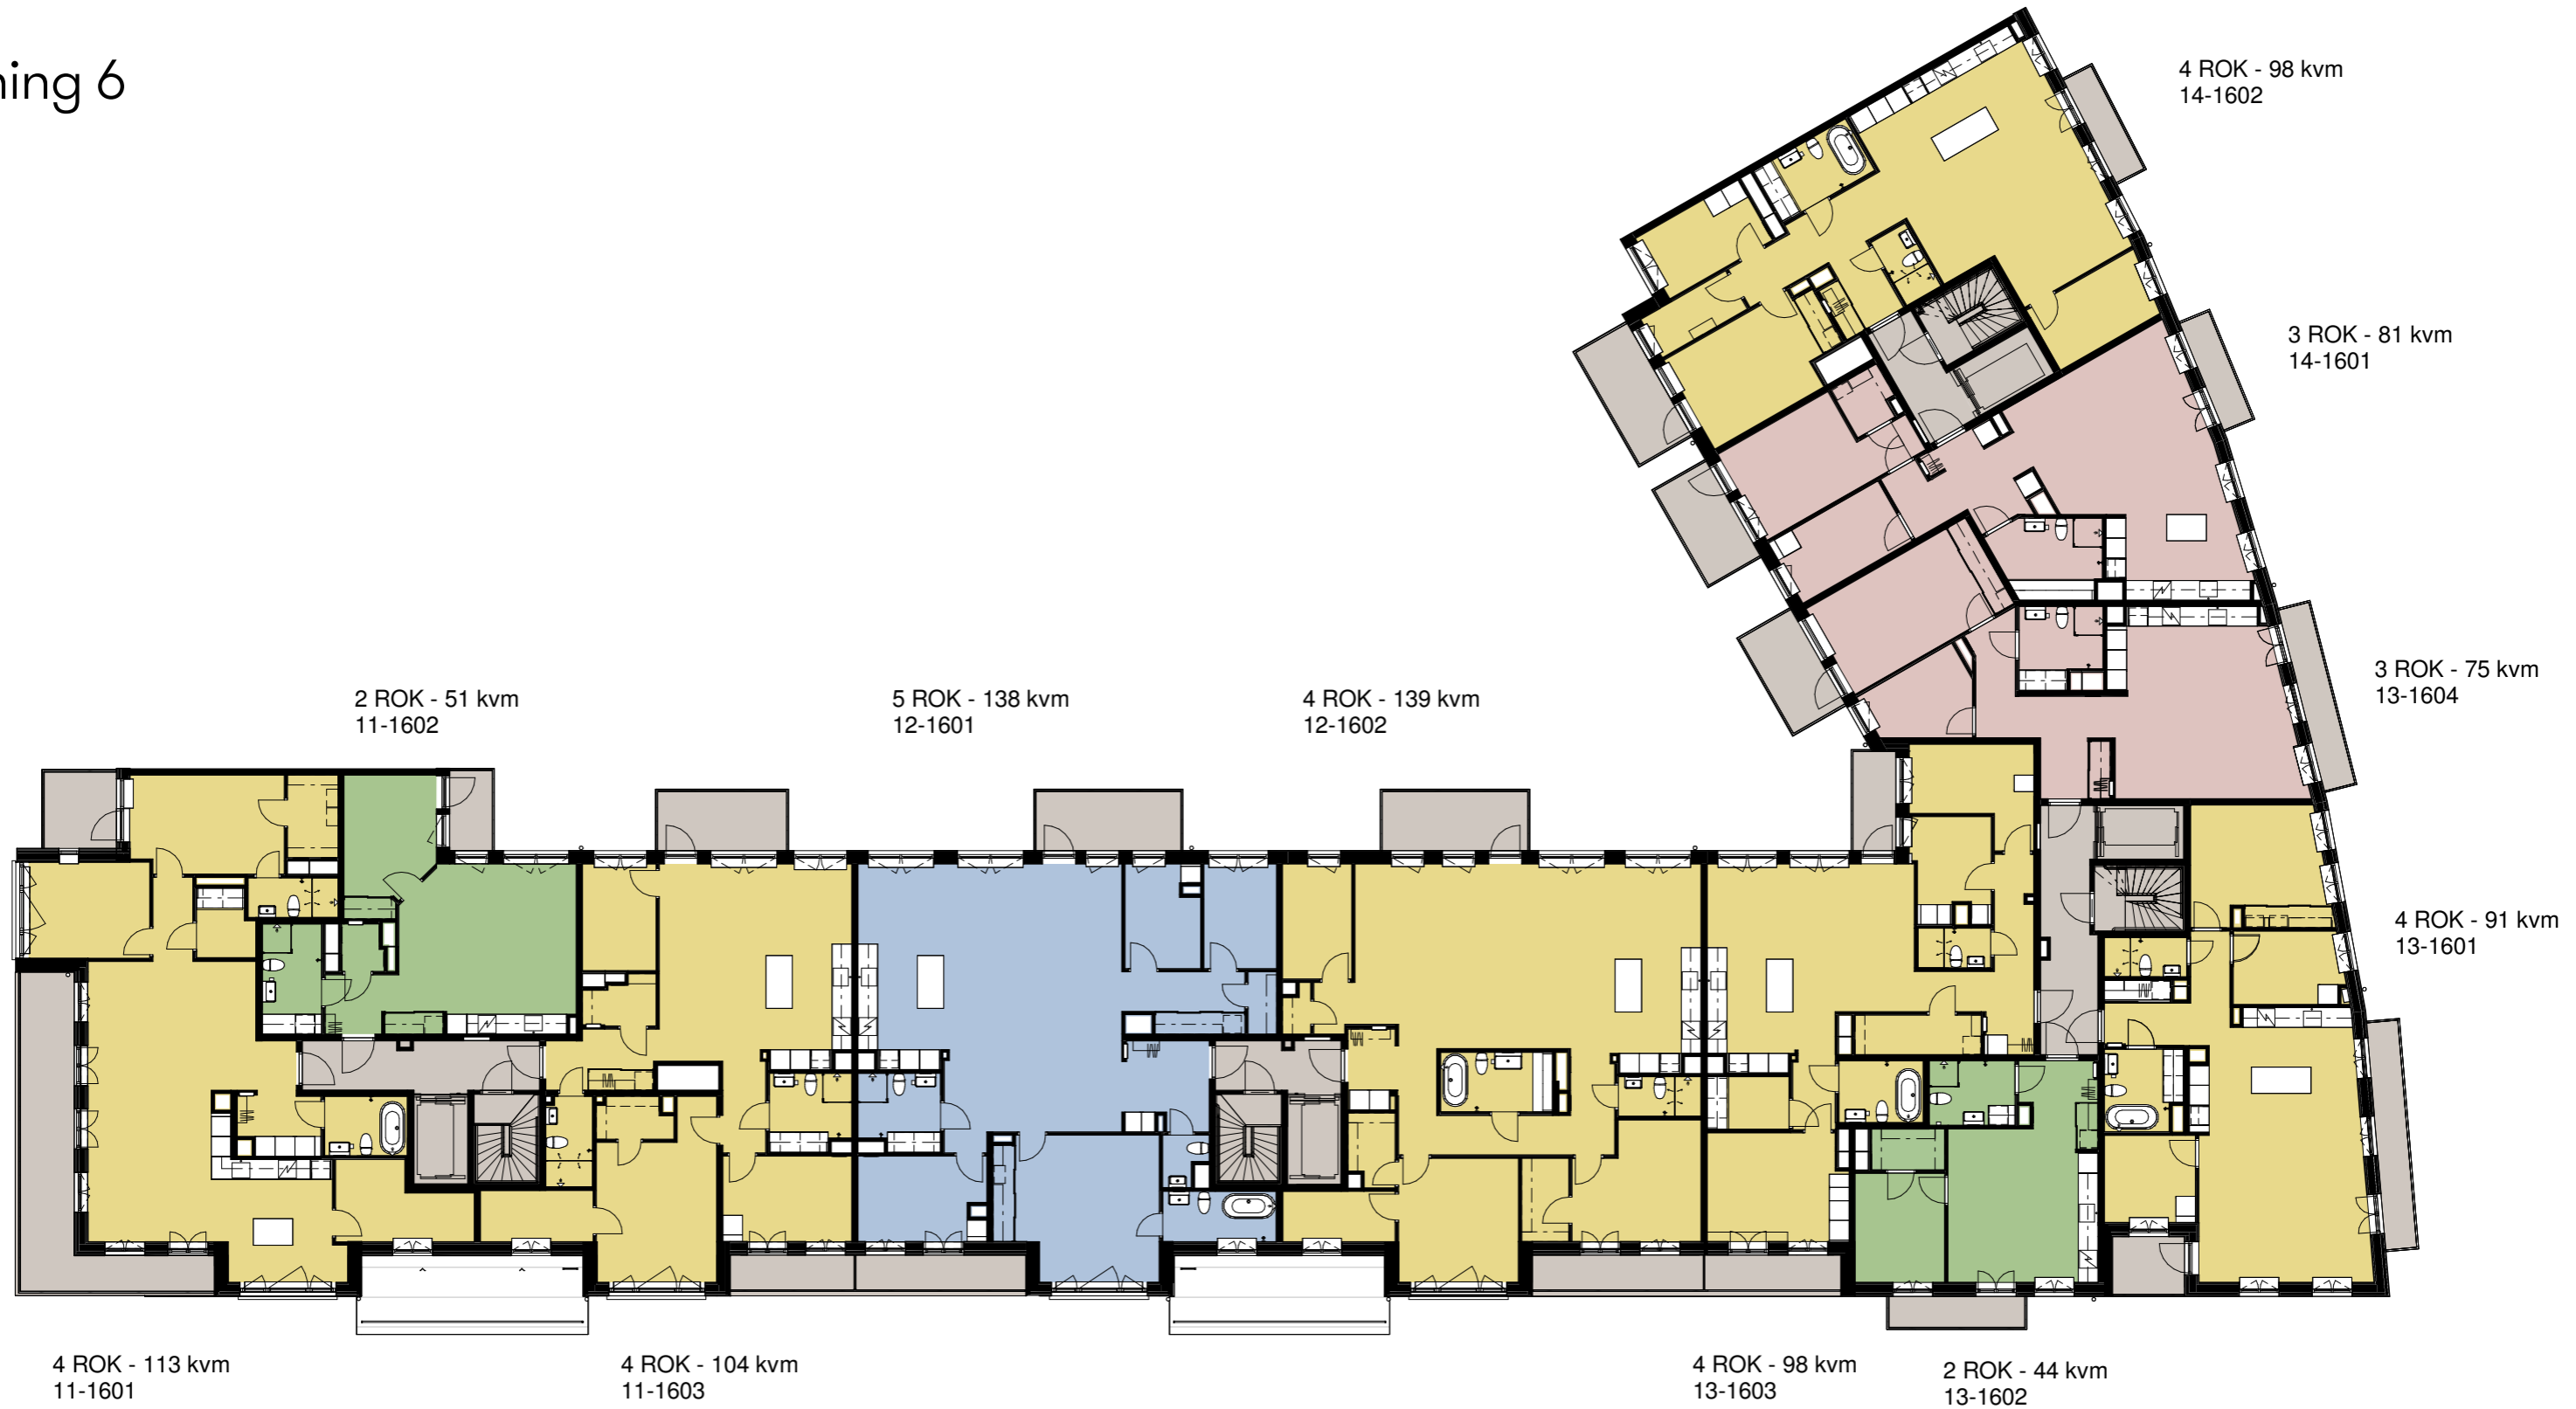 ning 6
4 ROK - 98 kvm
14-1602
3 ROK - 81 kvm
14-1601
3 ROK - 75 kvm
13-1604
2 ROK - 51 kvm
11-1602
5 ROK - 138 kvm
12-1601
4 ROK - 139 kvm
12-1602
4 ROK - 91 kvm
13-1601
4 ROK - 113 kvm
11-1601
4 ROK - 104 kvm
11-1603
4 ROK - 98 kvm
13-1603
2 ROK - 44 kvm
13-1602